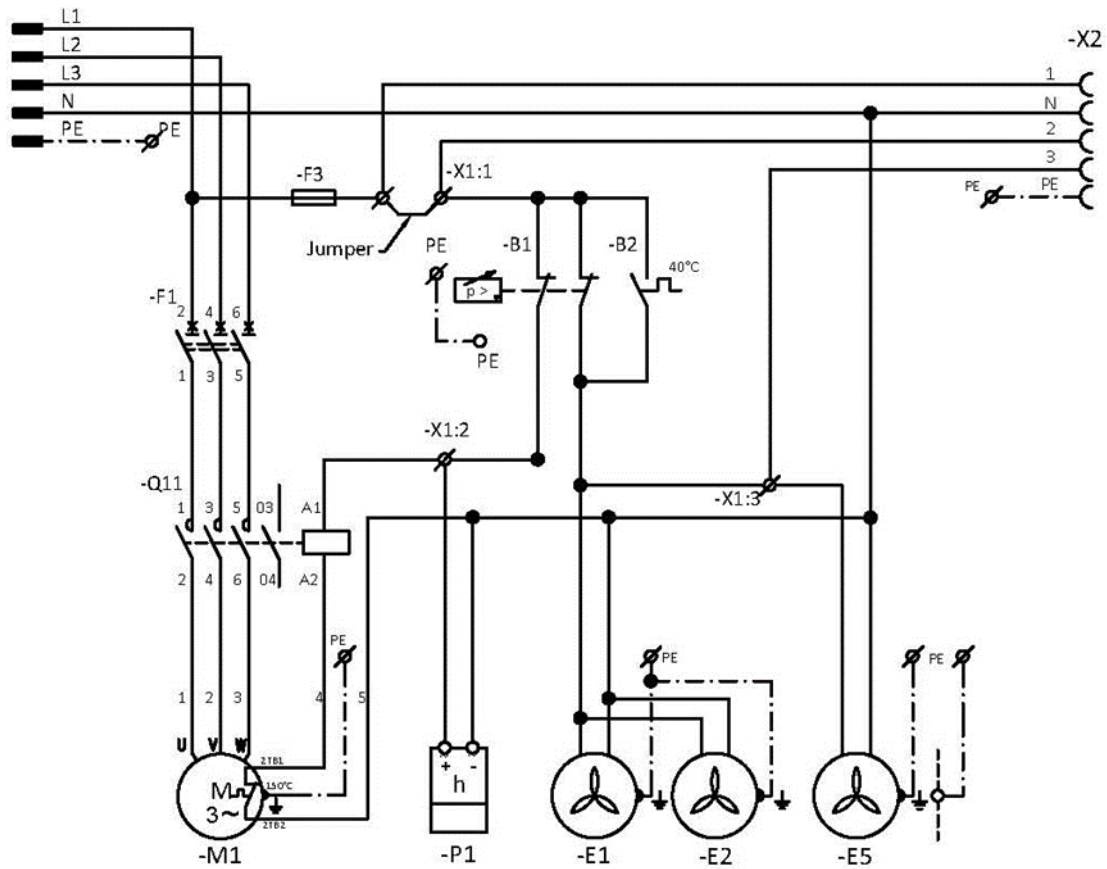 L1
-X2
L2
L3
1
N
N
PE
PE
2
-F3
-X1:1
3
PE
PE
Jumper
PE
-B1
-B2
40°C
p >
-F1
2 4 6
PE
1 3 5
-X1:2
-Q11
-X1:3
1 3 5 03
A1
2 4 6 04
A2
PE
PE
PE
1 2 3
4
5
U V W
2TB1
+ -
h
M
150°C
3~
2TB2
-M1
-P1
-E1
-E2
-E5